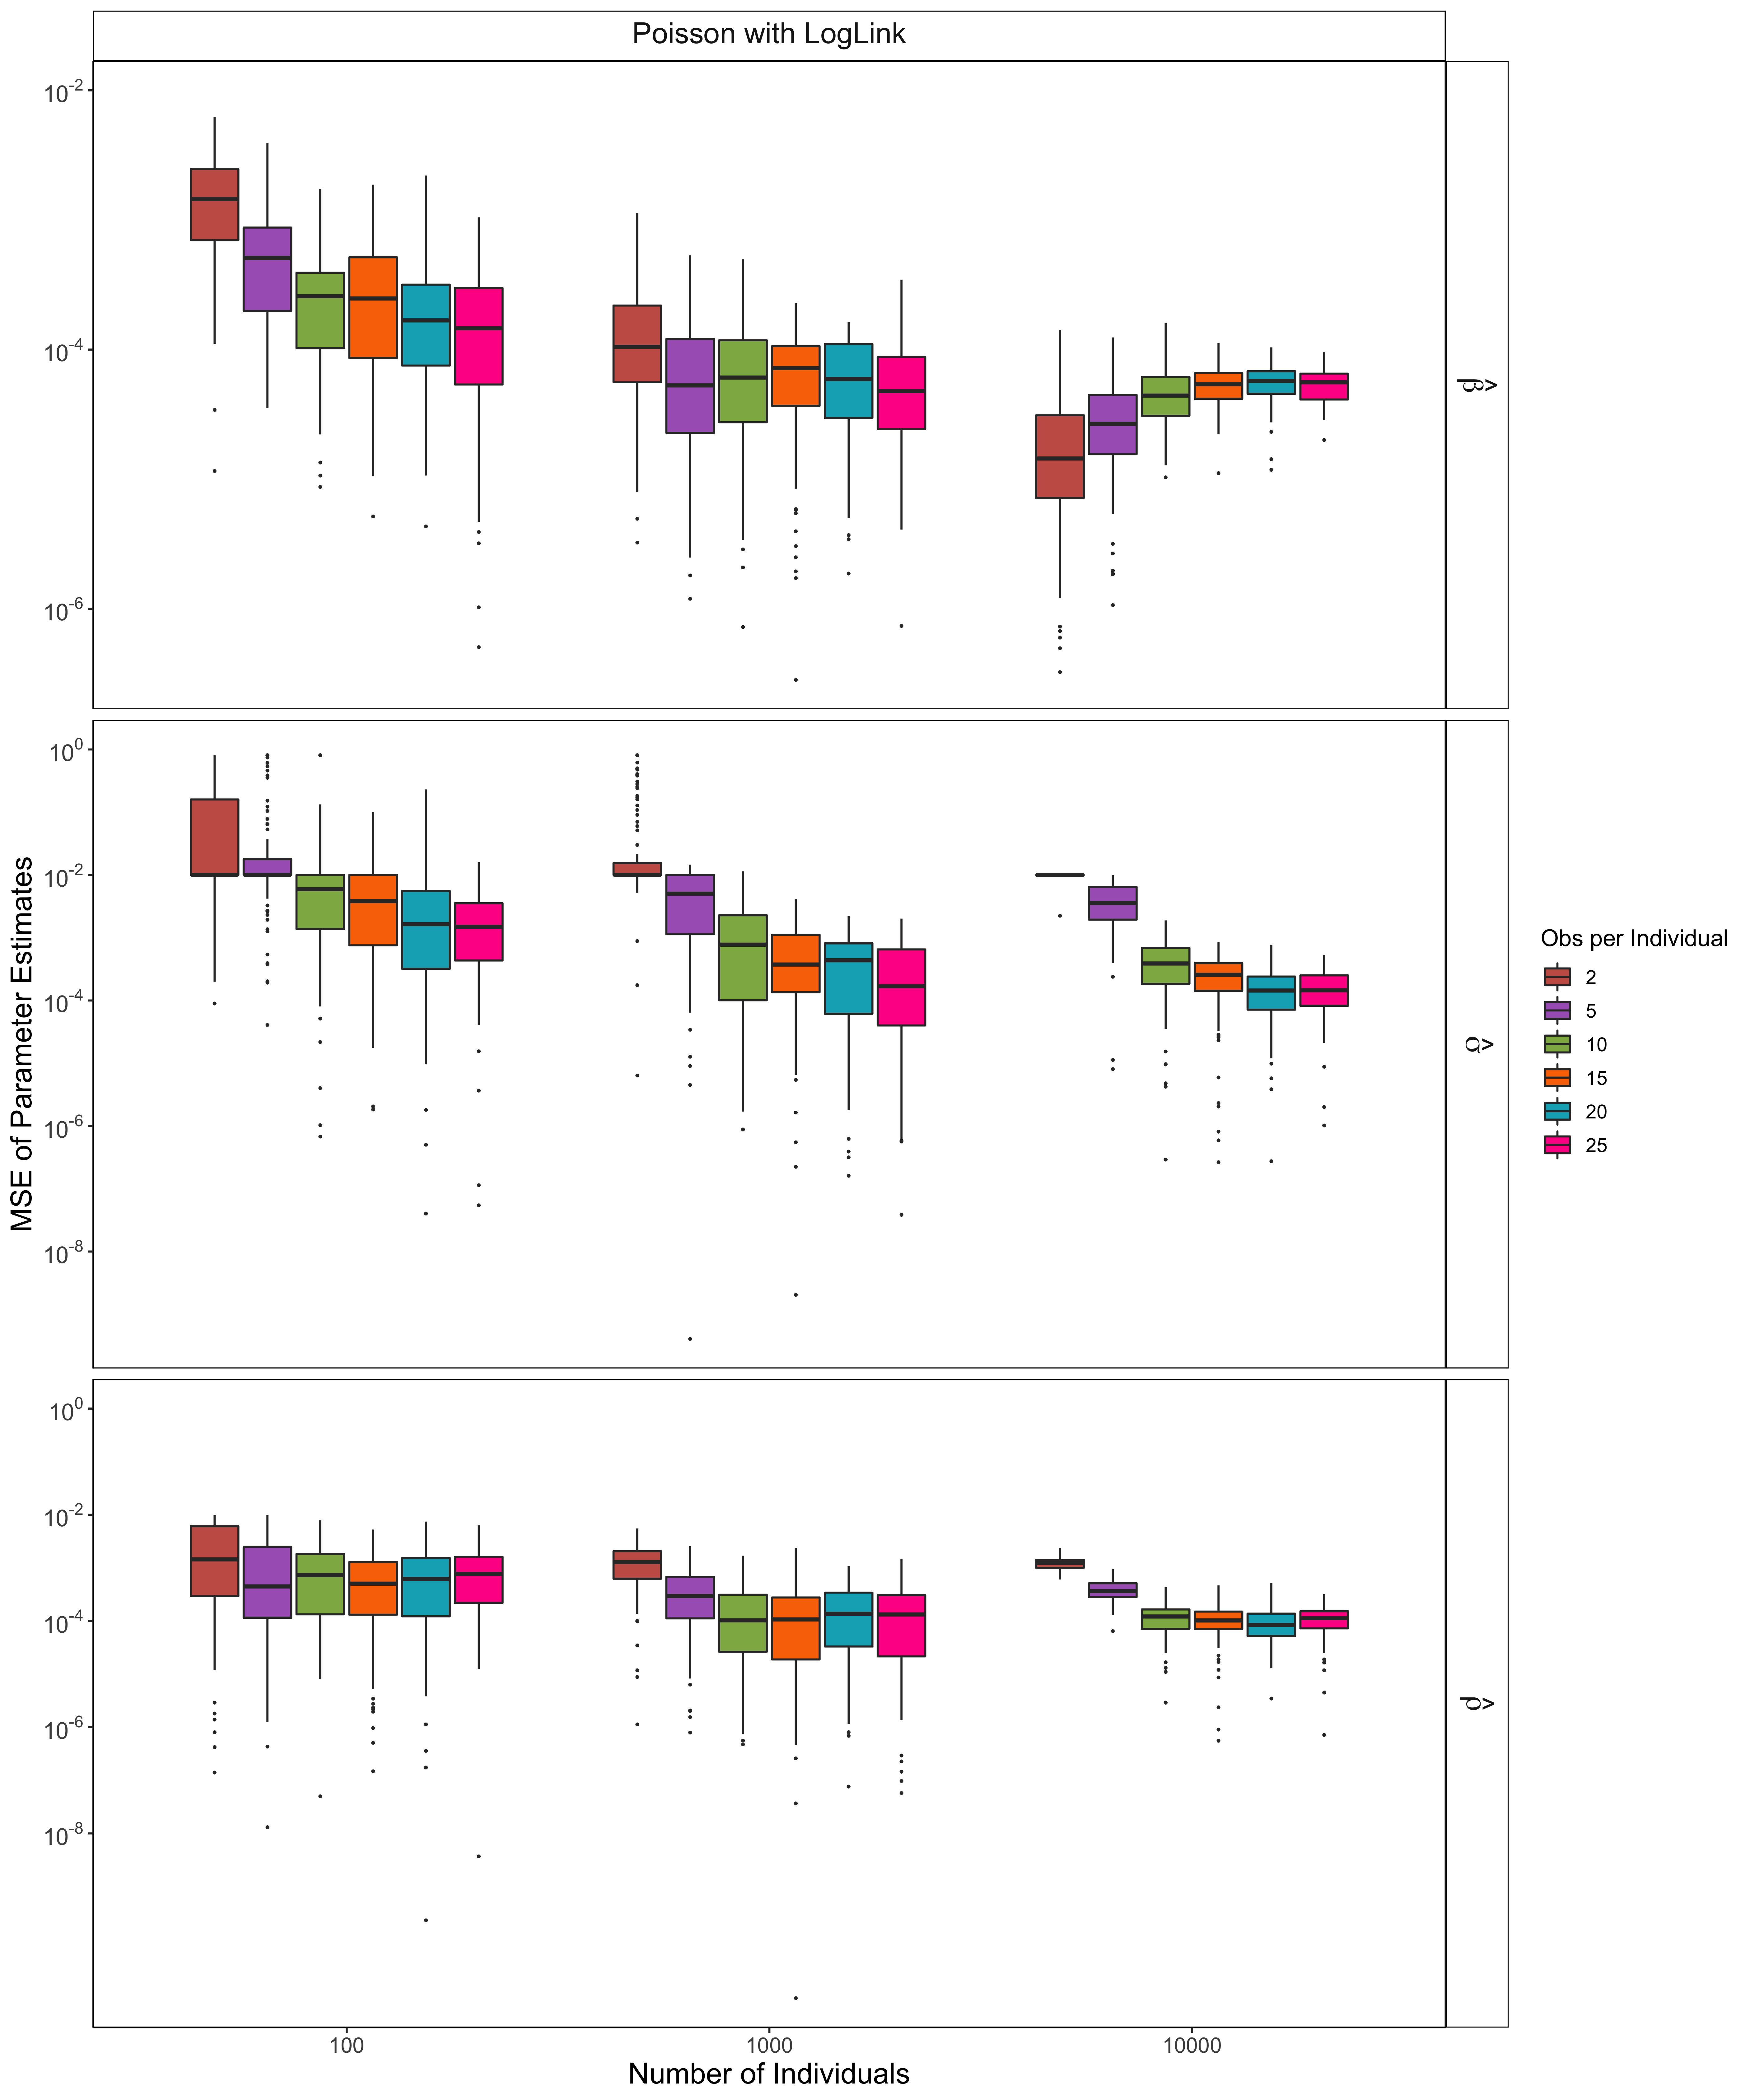 Poisson with LogLink
10⁻²
10⁻⁴
10⁻⁶
β̂
10⁰
10⁻²
10⁻⁴
10⁻⁶
10⁻⁸
σ̂
10⁰
10⁻²
10⁻⁴
10⁻⁶
10⁻⁸
ρ̂
MSE of Parameter Estimates
100 1000 10000
Number of Individuals
Obs per Individual
2
5
10
15
20
25